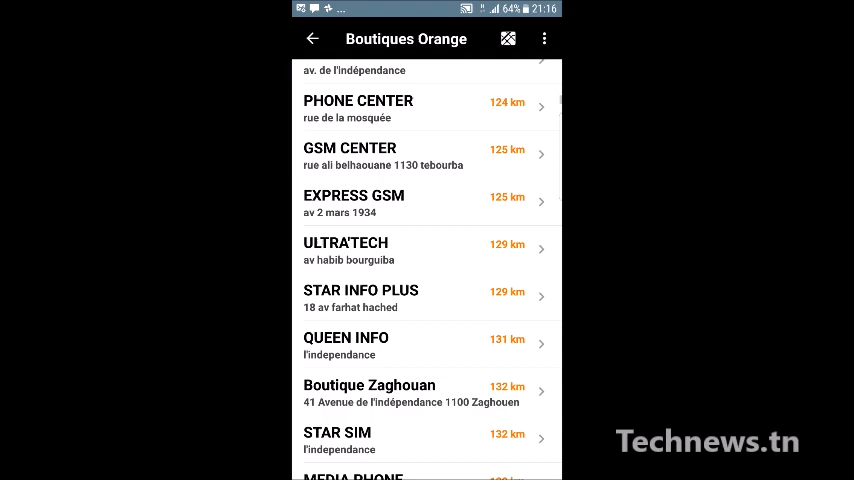 ... 64% 21:16
Boutiques Orange
av. de l'indépendance
PHONE CENTER 124 km
rue de la mosquée
GSM CENTER 125 km
rue ali belhaouane 1130 tebourba
EXPRESS GSM 125 km
av 2 mars 1934
ULTRA'TECH 129 km
av habib bourguiba
STAR INFO PLUS 129 km
18 av farhat hached
QUEEN INFO 131 km
l'independance
Boutique Zaghouan 132 km
41 Avenue de l'indépendance 1100 Zaghouen
STAR SIM 132 km
l'independance
MEDIA PHONE
Technews.tn